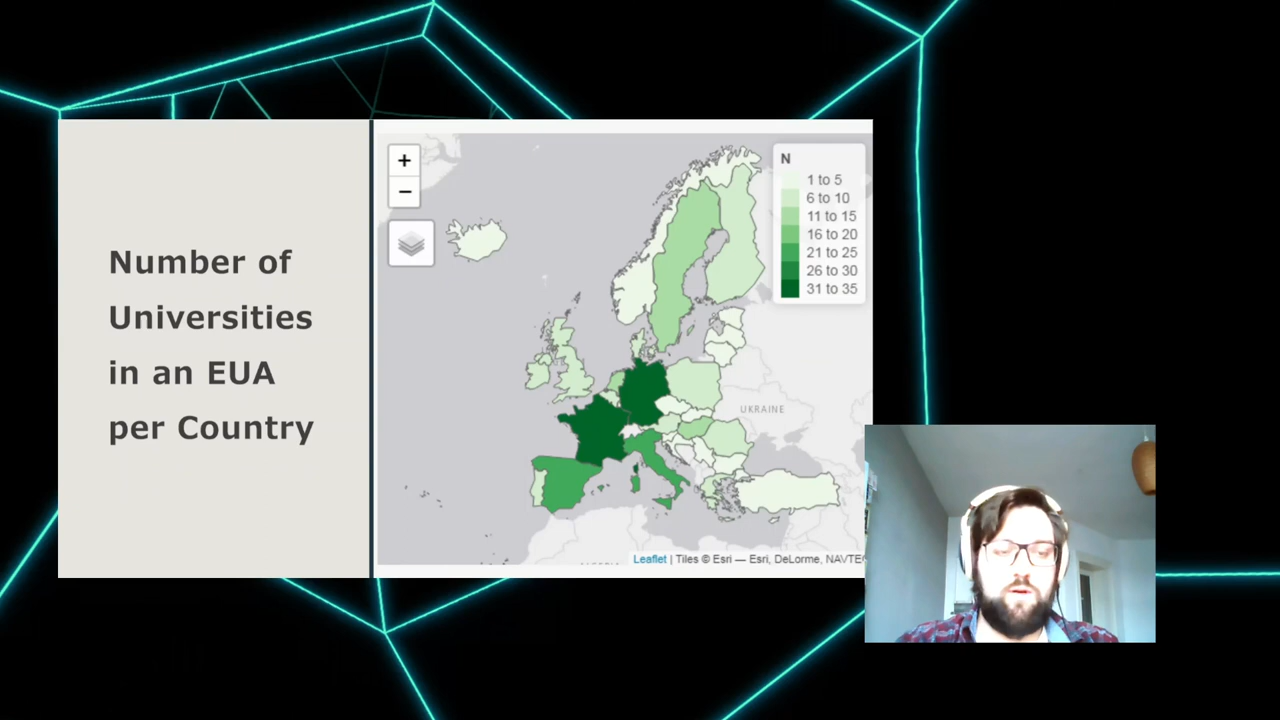 Number of
Universities
in an EUA
per Country
+
−
N
1 to 5
6 to 10
11 to 15
16 to 20
21 to 25
26 to 30
31 to 35
UKRAINE
Leaflet | Tiles © Esri — Esri, DeLorme, NAVTE